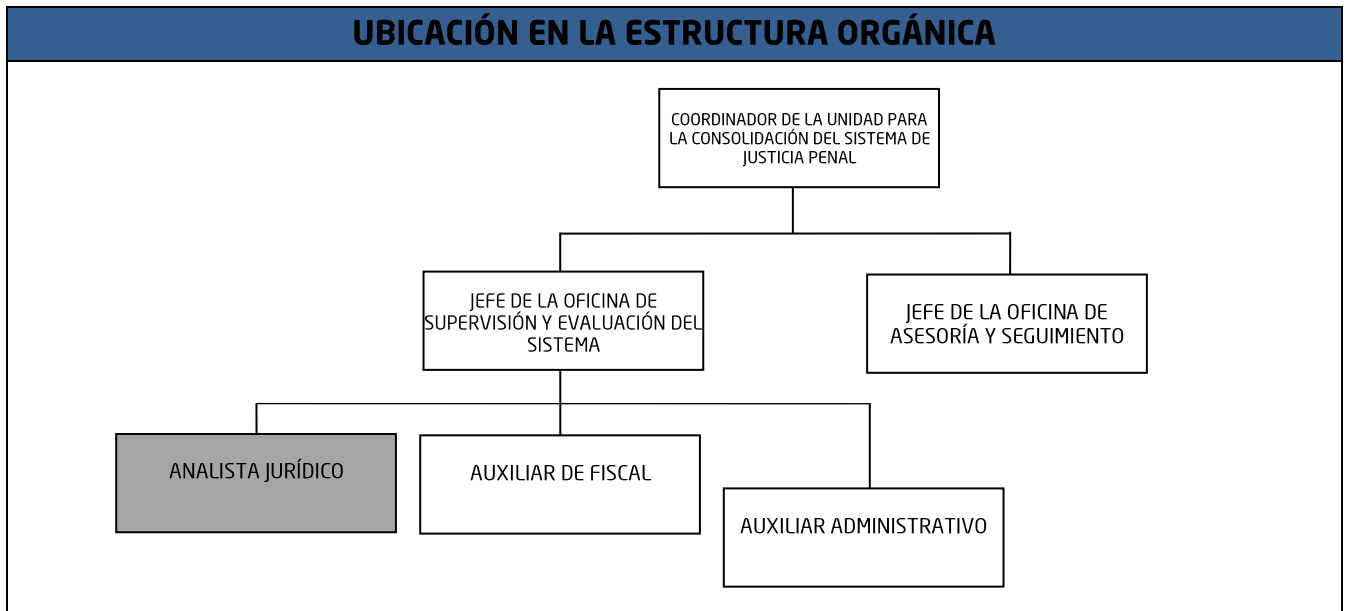 UBICACIÓN EN LA ESTRUCTURA ORGÁNICA
COORDINADOR DE LA UNIDAD PARA
LA CONSOLIDACIÓN DEL SISTEMA DE
JUSTICIA PENAL
JEFE DE LA OFICINA DE
SUPERVISIÓN Y EVALUACIÓN DEL
SISTEMA
JEFE DE LA OFICINA DE
ASESORÍA Y SEGUIMIENTO
ANALISTA JURÍDICO
AUXILIAR DE FISCAL
AUXILIAR ADMINISTRATIVO